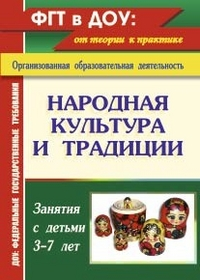 ФГТ в ДОУ:
от теории к практике
Организованная образовательная деятельность
НАРОДНАЯ
КУЛЬТУРА
И ТРАДИЦИИ
Занятия
с детьми
3–7 лет
ДОУ: ФЕДЕРАЛЬНЫЕ ГОСУДАРСТВЕННЫЕ ТРЕБОВАНИЯ